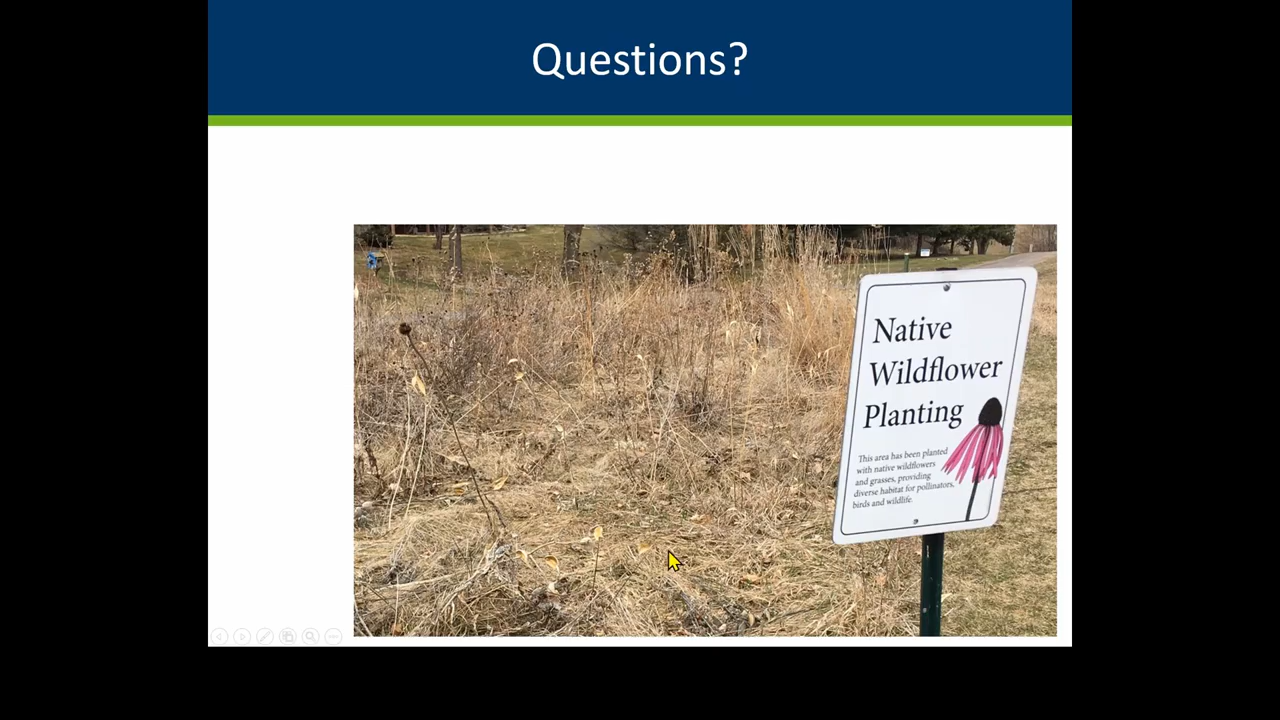 Questions?
Native
Wildflower
Planting
This area has been planted
with native wildflowers
and grasses, providing
diverse habitat for pollinators,
birds and wildlife.